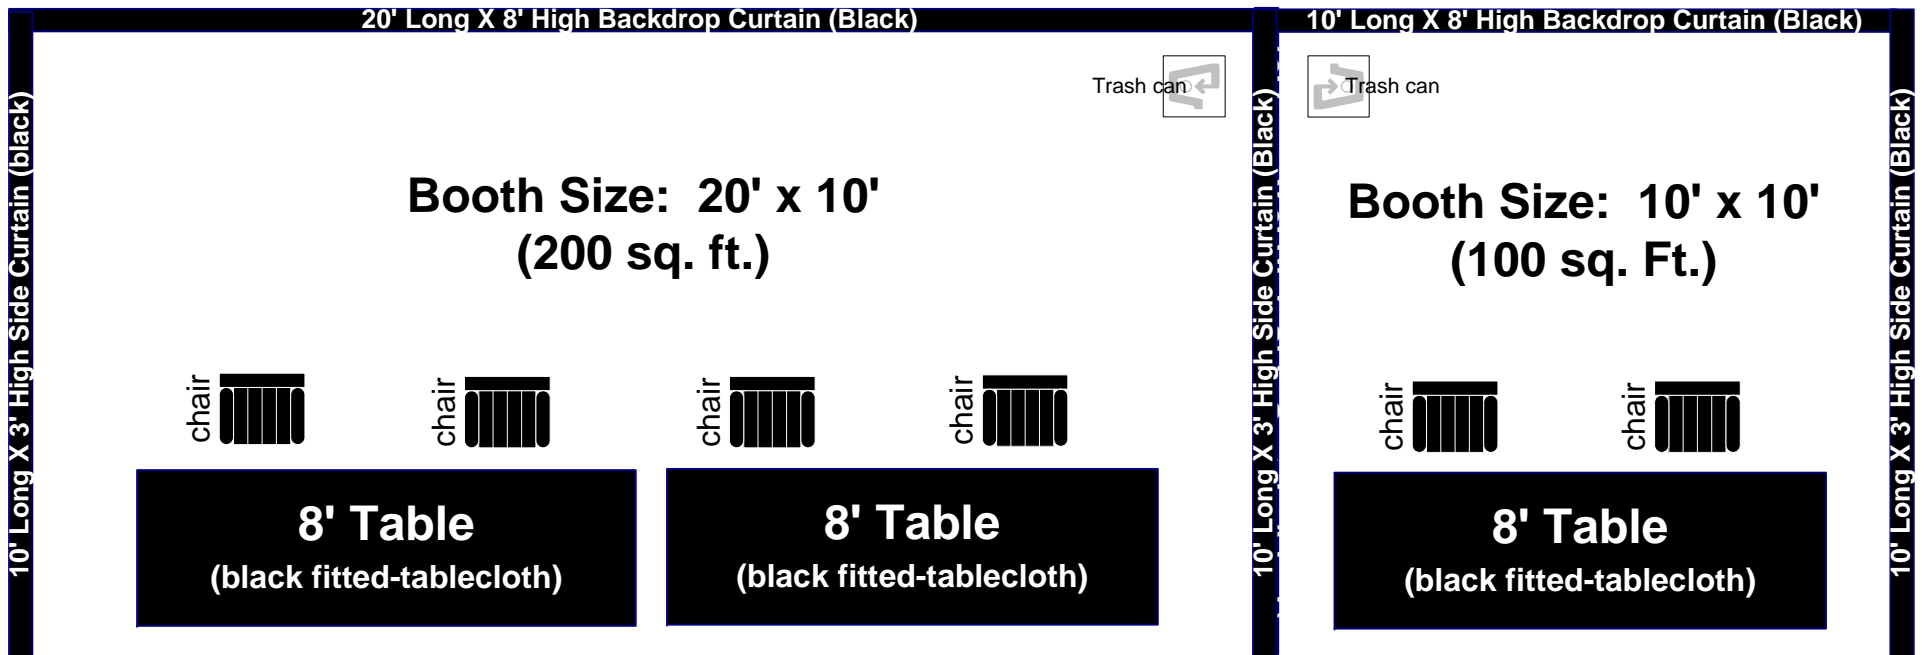 20' Long X 8' High Backdrop Curtain (Black)
10' Long X 8' High Backdrop Curtain (Black)
Trash can
Trash can
10' Long X 3' High Side Curtain (black)
Booth Size: 20' x 10'
(200 sq. ft.)
10' Long X 3' High Side Curtain (Black)
Booth Size: 10' x 10'
(100 sq. Ft.)
10' Long X 3' High Side Curtain (Black)
chair
chair
chair
chair
chair
chair
8' Table
(black fitted-tablecloth)
8' Table
(black fitted-tablecloth)
8' Table
(black fitted-tablecloth)